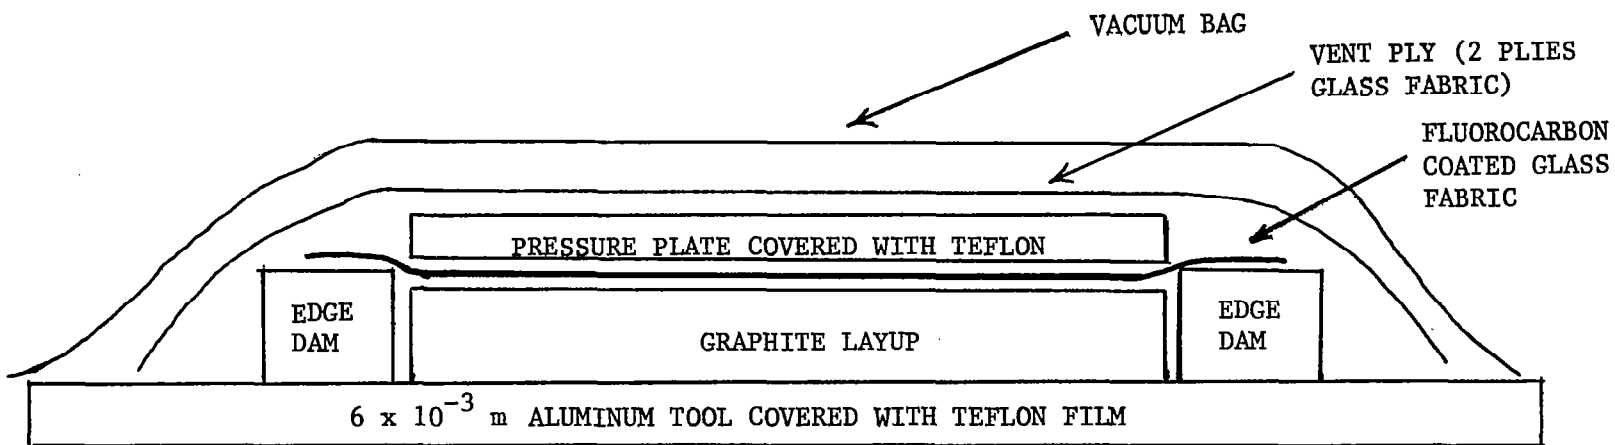 VACUUM BAG
VENT PLY (2 PLIES
GLASS FABRIC)
FLUOROCARBON
COATED GLASS
FABRIC
PRESSURE PLATE COVERED WITH TEFLON
EDGE
DAM
GRAPHITE LAYUP
EDGE
DAM
6 x 10⁻³ m ALUMINUM TOOL COVERED WITH TEFLON FILM